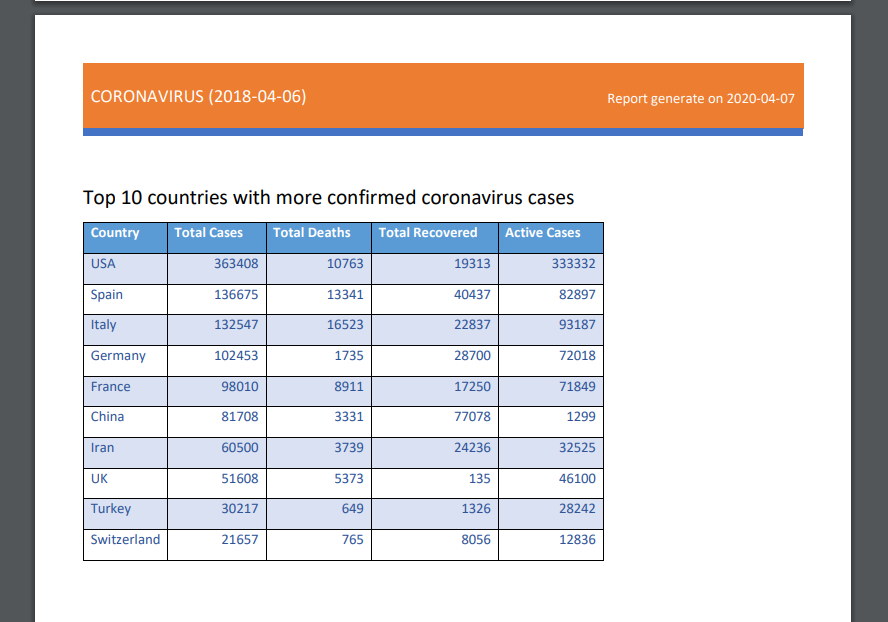 CORONAVIRUS (2018-04-06) Report generate on 2020-04-07
Top 10 countries with more confirmed coronavirus cases
Country Total Cases Total Deaths Total Recovered Active Cases
USA 363408 10763 19313 333332
Spain 136675 13341 40437 82897
Italy 132547 16523 22837 93187
Germany 102453 1735 28700 72018
France 98010 8911 17250 71849
China 81708 3331 77078 1299
Iran 60500 3739 24236 32525
UK 51608 5373 135 46100
Turkey 30217 649 1326 28242
Switzerland 21657 765 8056 12836